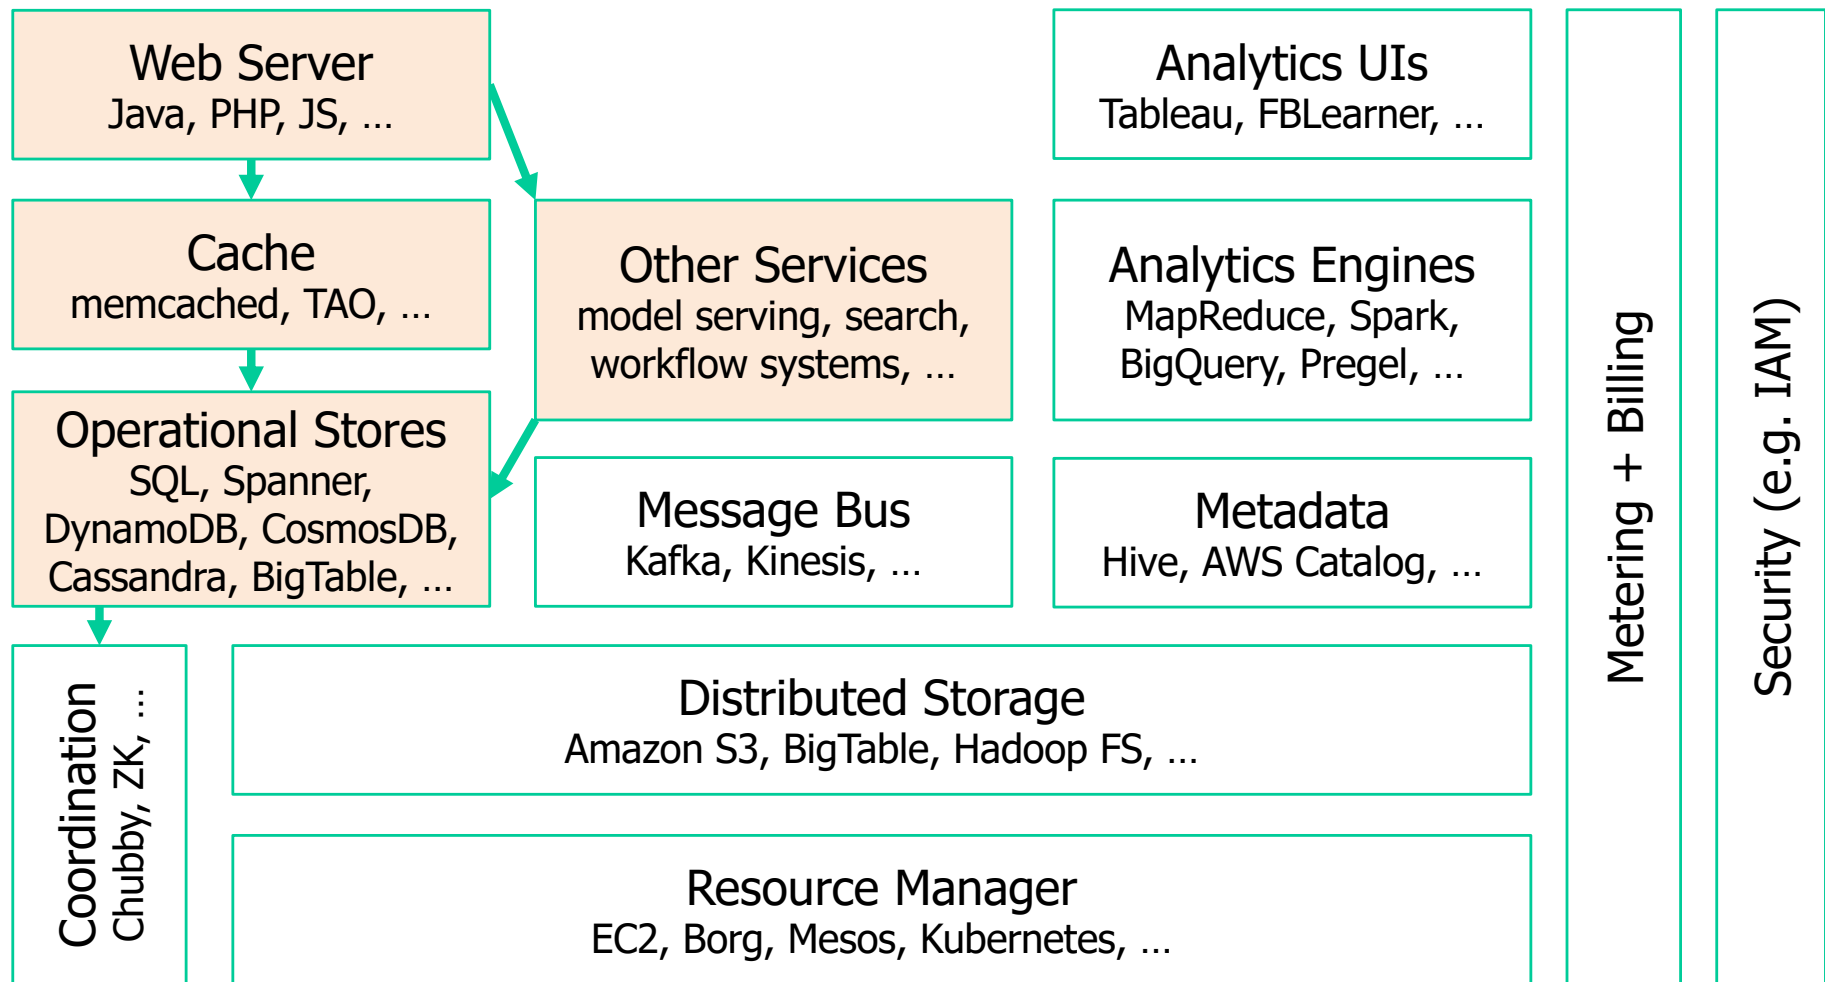 Web Server
Java, PHP, JS, ...
Analytics UIs
Tableau, FBLearner, ...
Cache
memcached, TAO, ...
Other Services
model serving, search,
workflow systems, ...
Analytics Engines
MapReduce, Spark,
BigQuery, Pregel, ...
Operational Stores
SQL, Spanner,
DynamoDB, CosmosDB,
Cassandra, BigTable, ...
Message Bus
Kafka, Kinesis, ...
Metadata
Hive, AWS Catalog, ...
Coordination
Chubby, ZK, ...
Distributed Storage
Amazon S3, BigTable, Hadoop FS, ...
Resource Manager
EC2, Borg, Mesos, Kubernetes, ...
Metering + Billing
Security (e.g. IAM)